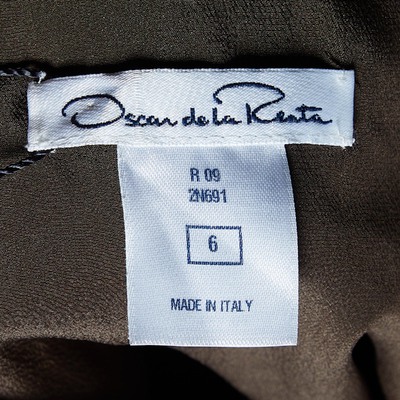 Oscar de la Renta
R 09
2N691
6
MADE IN ITALY